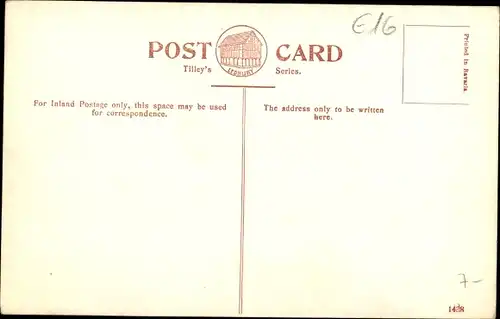 POST CARD
Tilley's Series.
LEDBURY
E16
Printed in Bavaria.
For Inland Postage only, this space may be used
for correspondence.
The address only to be written
here.
7-